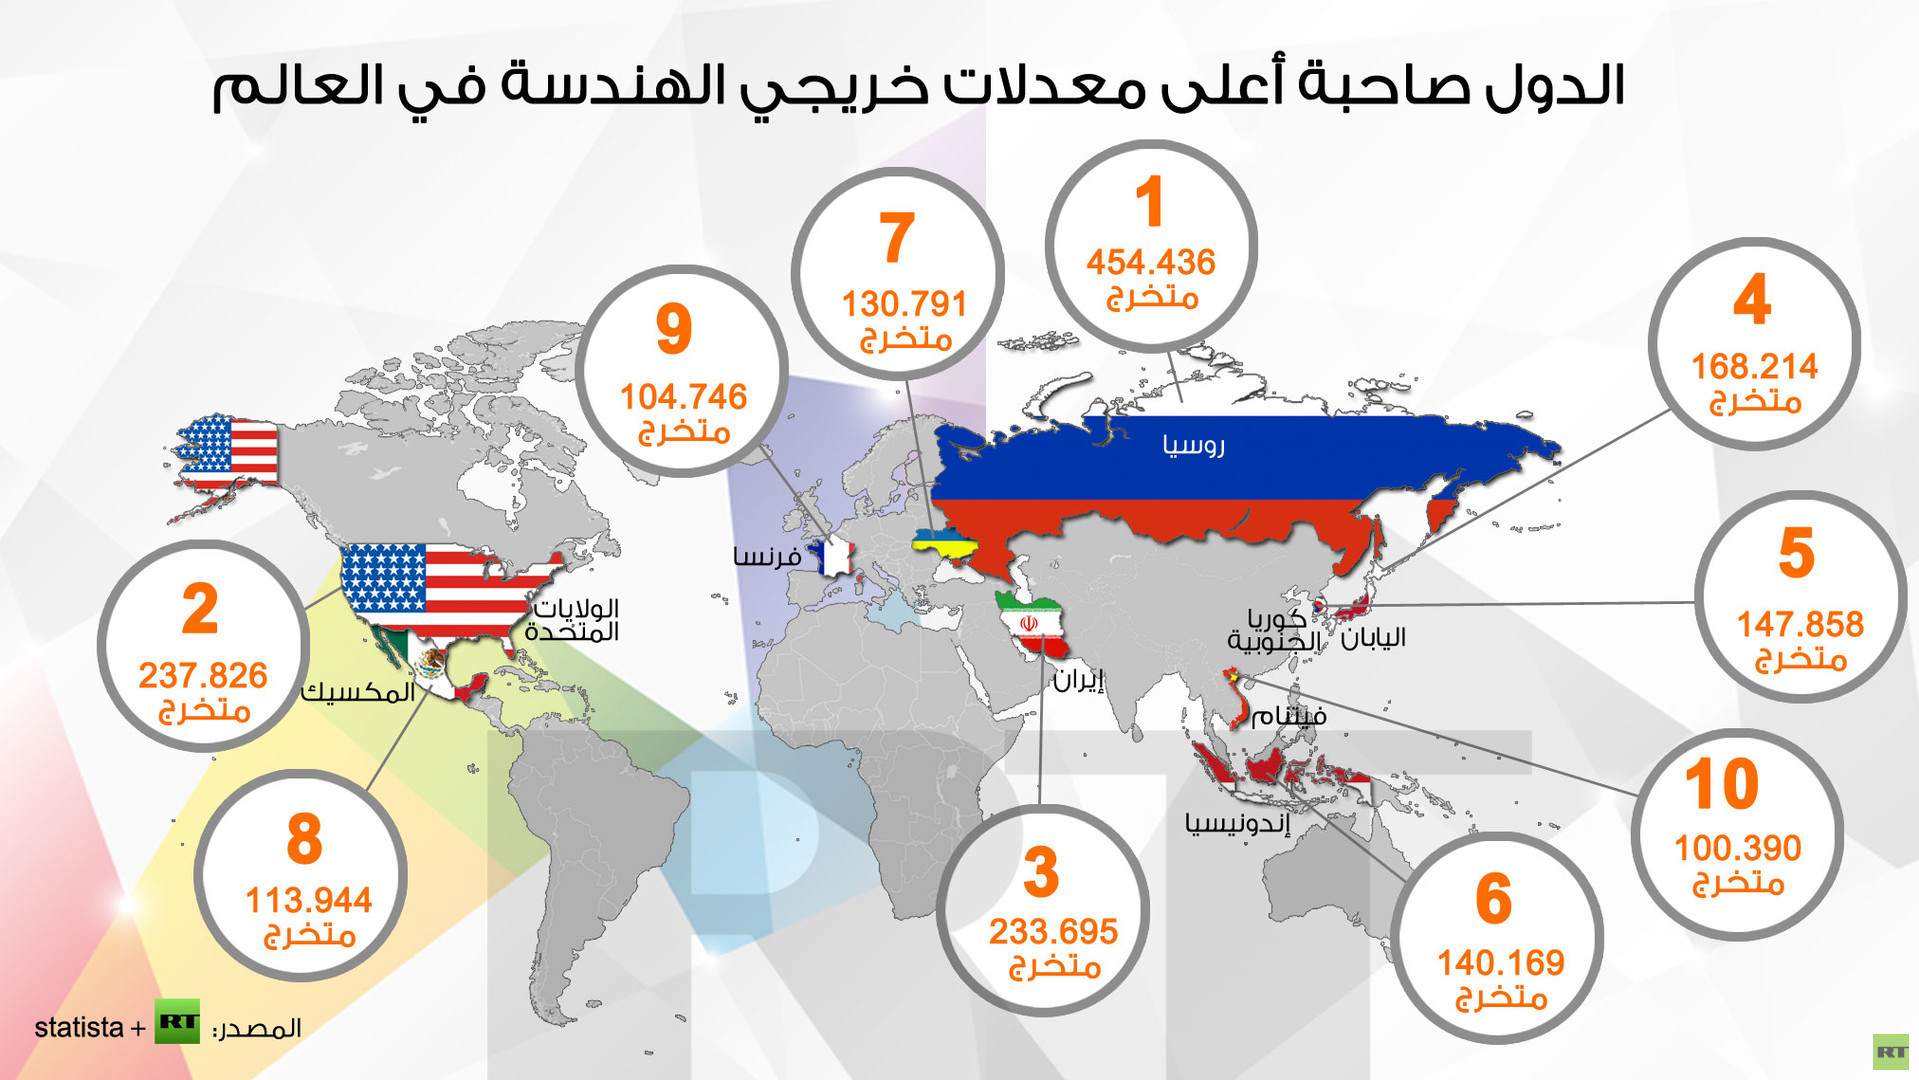 الدول صاحبة أعلى معدلات خريجي الهندسة في العالم
1
454.436
متخرج
روسيا
7
130.791
متخرج
4
168.214
متخرج
9
104.746
متخرج
فرنسا
5
147.858
متخرج
كوريا
الجنوبية
اليابان
2
237.826
متخرج
الولايات
المتحدة
المكسيك
إيران
فيتنام
إندونيسيا
10
100.390
متخرج
8
113.944
متخرج
3
233.695
متخرج
6
140.169
متخرج
المصدر: RT + statista
RT
RT